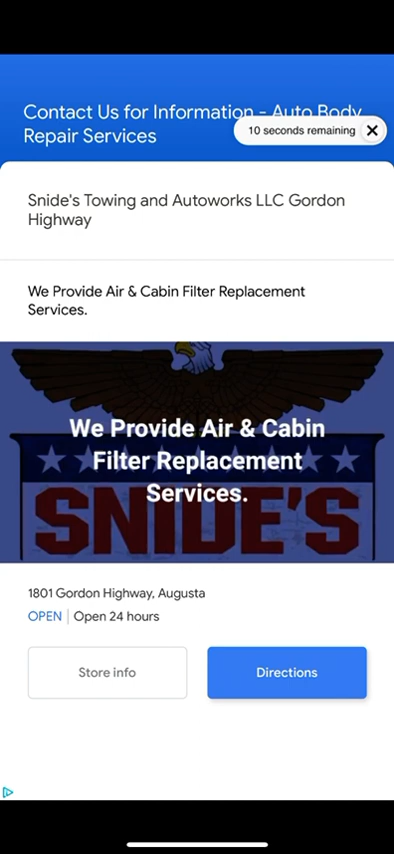 Contact Us for Information - Auto Body
Repair Services
10 seconds remaining
Snide's Towing and Autoworks LLC Gordon
Highway
We Provide Air & Cabin Filter Replacement
Services.
We Provide Air & Cabin
Filter Replacement
Services.
SNIDE'S
1801 Gordon Highway, Augusta
OPEN | Open 24 hours
Store info
Directions